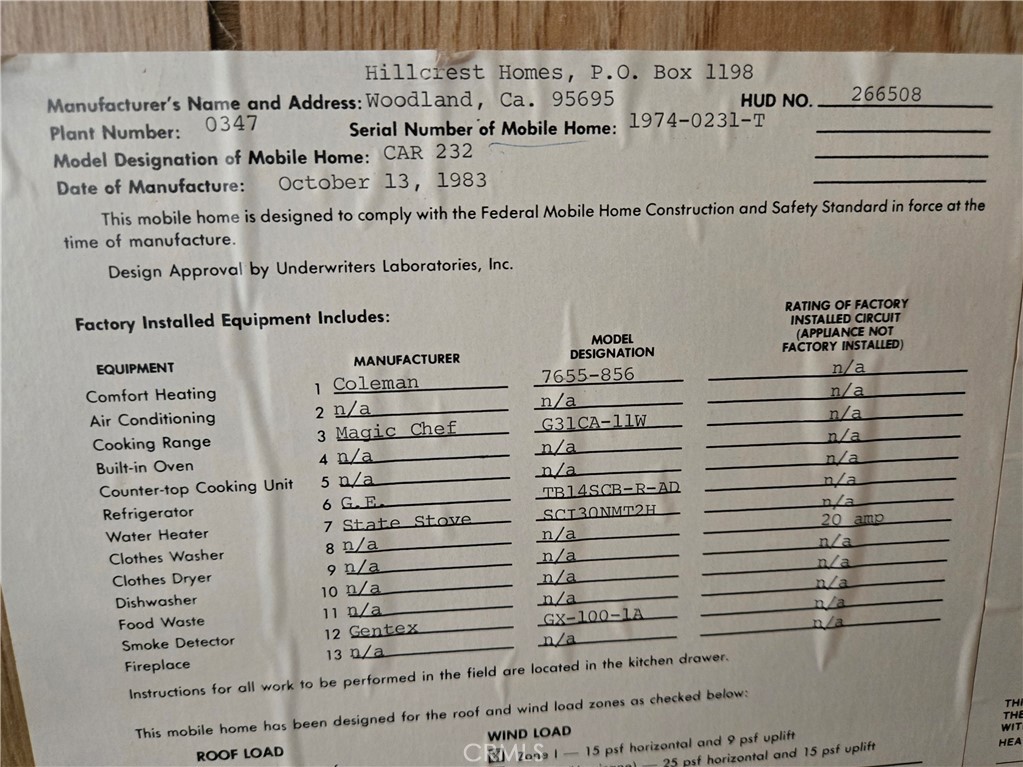 Hillcrest Homes, P.O. Box 1198
Manufacturer's Name and Address: Woodland, Ca. 95695 HUD NO. 266508
Plant Number: 0347 Serial Number of Mobile Home: 1974-0231-T
Model Designation of Mobile Home: CAR 232
Date of Manufacture: October 13, 1983
This mobile home is designed to comply with the Federal Mobile Home Construction and Safety Standard in force at the
time of manufacture.
Design Approval by Underwriters Laboratories, Inc.
Factory Installed Equipment Includes:
RATING OF FACTORY
INSTALLED CIRCUIT
(APPLIANCE NOT
FACTORY INSTALLED)
EQUIPMENT MANUFACTURER MODEL
DESIGNATION
Comfort Heating 1 Coleman 7655-856 n/a
Air Conditioning 2 n/a n/a n/a
Cooking Range 3 Magic Chef G31CA-11W n/a
Built-in Oven 4 n/a n/a n/a
Counter-top Cooking Unit 5 n/a n/a n/a
Refrigerator 6 G.E. TB14SCB-R-AD n/a
Water Heater 7 State Stove SCT30NMT2H n/a
Clothes Washer 8 n/a n/a 20 amp
Clothes Dryer 9 n/a n/a n/a
Dishwasher 10 n/a n/a n/a
Food Waste 11 n/a n/a n/a
Smoke Detector 12 Gentex GX-100-1A n/a
Fireplace 13 n/a n/a n/a
Instructions for all work to be performed in the field are located in the kitchen drawer.
This mobile home has been designed for the roof and wind load zones as checked below:
ROOF LOAD WIND LOAD
Zone I — 15 psf horizontal and 9 psf uplift
— 25 psf horizontal and 15 psf uplift
CRMLS
THE
WIT
HEA